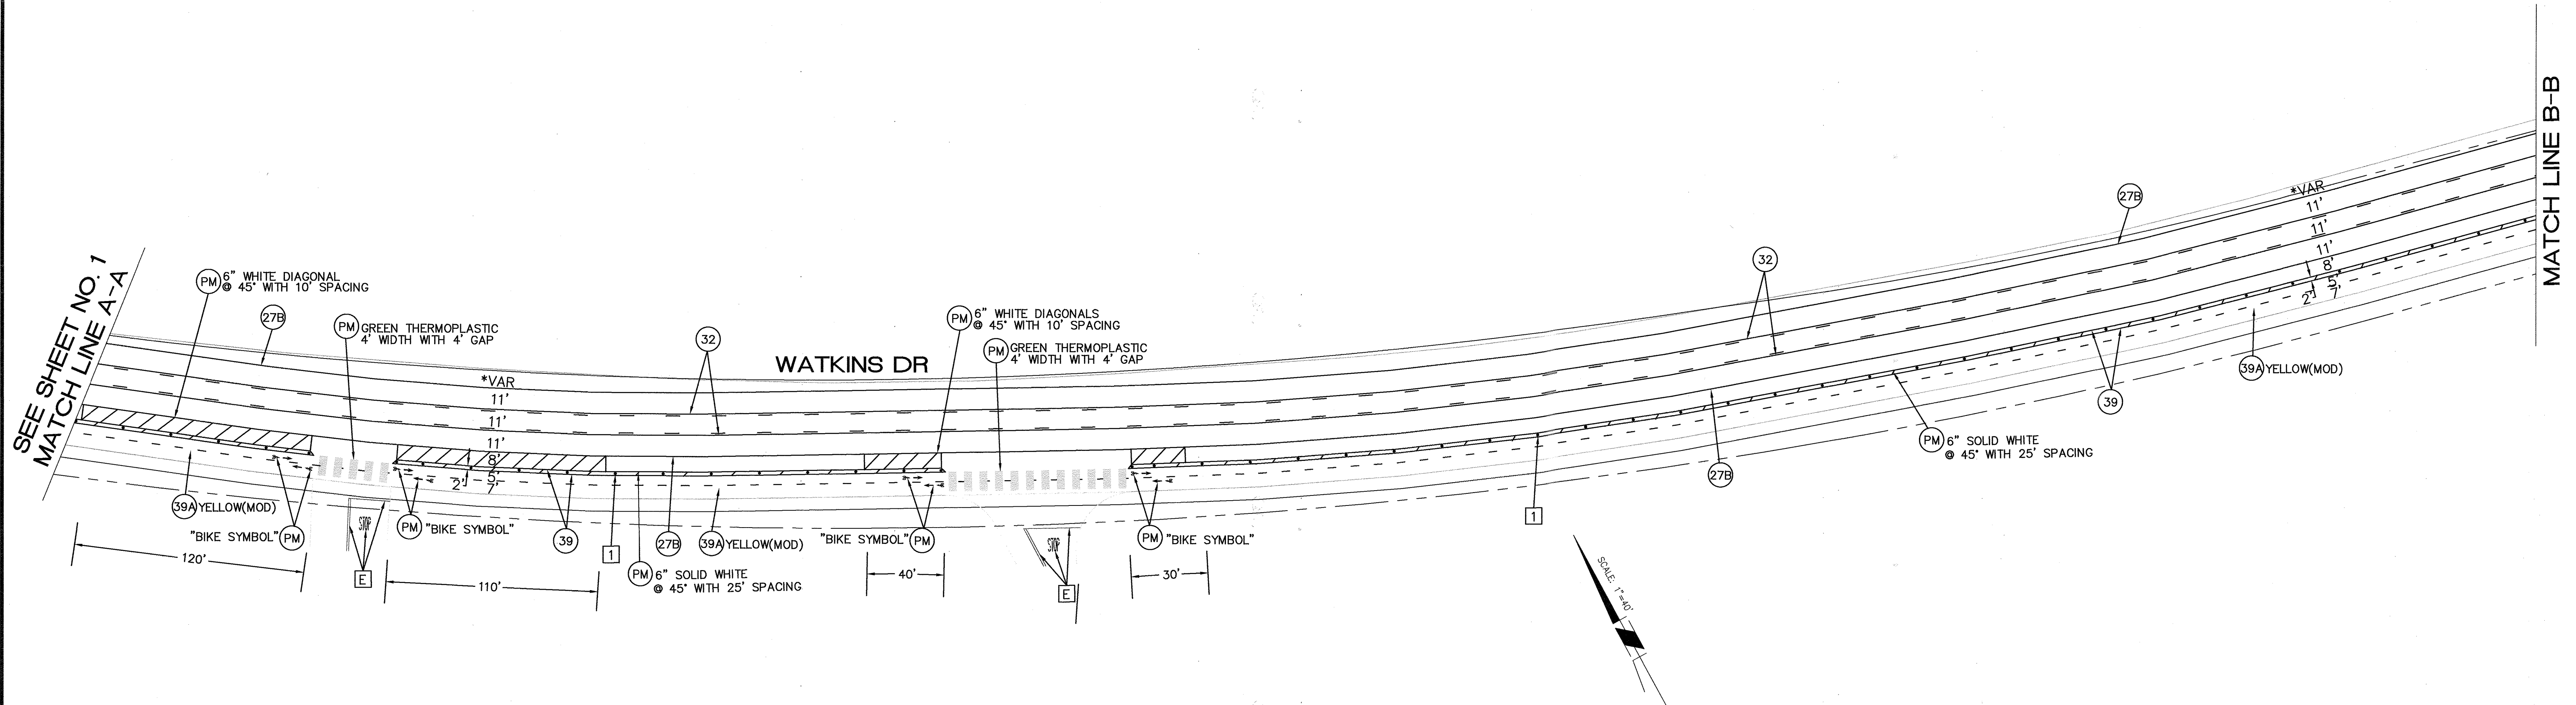 SEE SHEET NO. 1
MATCH LINE A-A
PM
6" WHITE DIAGONAL
@ 45° WITH 10' SPACING
27B
PM
GREEN THERMOPLASTIC
4' WIDTH WITH 4' GAP
*VAR
11'
11'
11'
8'
5'
2'
7'
32
WATKINS DR
PM
6" WHITE DIAGONALS
@ 45° WITH 10' SPACING
PM
GREEN THERMOPLASTIC
4' WIDTH WITH 4' GAP
32
27B
*VAR
11'
11'
11'
8'
5'
2'
7'
MATCH LINE B-B
39A YELLOW(MOD)
"BIKE SYMBOL" PM
STOP
E
PM "BIKE SYMBOL"
39
1
27B
39A YELLOW(MOD)
PM
6" SOLID WHITE
@ 45° WITH 25' SPACING
"BIKE SYMBOL" PM
STOP
E
PM "BIKE SYMBOL"
1
27B
PM
6" SOLID WHITE
@ 45° WITH 25' SPACING
39
39A YELLOW(MOD)
120'
110'
40'
30'
SCALE: 1"=40'